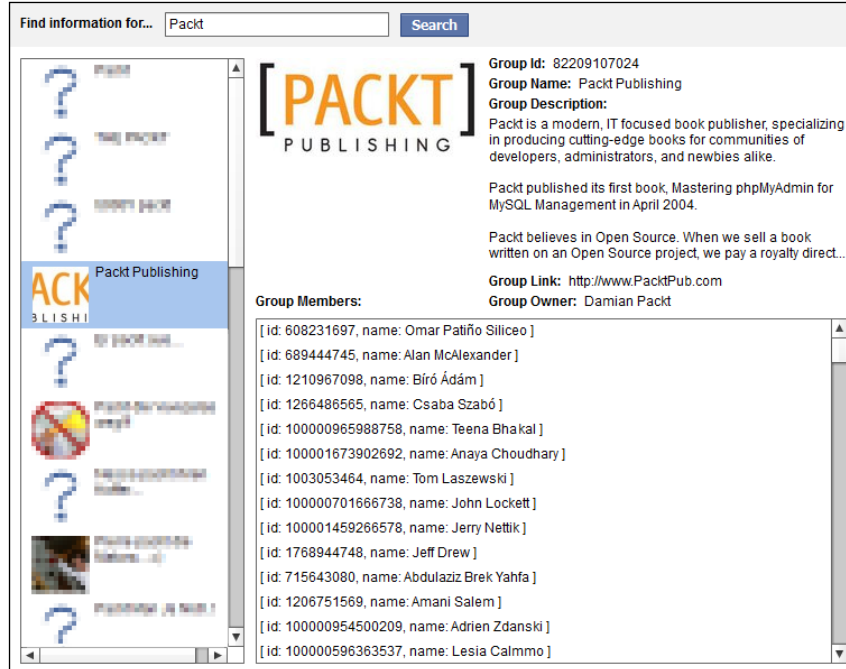 Find information for... Packt Search
Packt Publishing
[PACKT]
PUBLISHING
Group Id: 82209107024
Group Name: Packt Publishing
Group Description:
Packt is a modern, IT focused book publisher, specializing
in producing cutting-edge books for communities of
developers, administrators, and newbies alike.
Packt published its first book, Mastering phpMyAdmin for
MySQL Management in April 2004.
Packt believes in Open Source. When we sell a book
written on an Open Source project, we pay a royalty direct...
Group Link: http://www.PacktPub.com
Group Owner: Damian Packt
Group Members:
[ id: 608231697, name: Omar Patiño Siliceo ]
[ id: 689444745, name: Alan McAlexander ]
[ id: 1210967098, name: Bíró Ádám ]
[ id: 1266486565, name: Csaba Szabó ]
[ id: 100000965988758, name: Teena Bhakal ]
[ id: 100001673902692, name: Anaya Choudhary ]
[ id: 1003053464, name: Tom Laszewski ]
[ id: 100000701666738, name: John Lockett ]
[ id: 100001459266578, name: Jerry Nettik ]
[ id: 1768944748, name: Jeff Drew ]
[ id: 715643080, name: Abdulaziz Brek Yahfa ]
[ id: 1206751569, name: Amani Salem ]
[ id: 100000954500209, name: Adrien Zdanski ]
[ id: 100000596363537, name: Lesia Calmmo ]